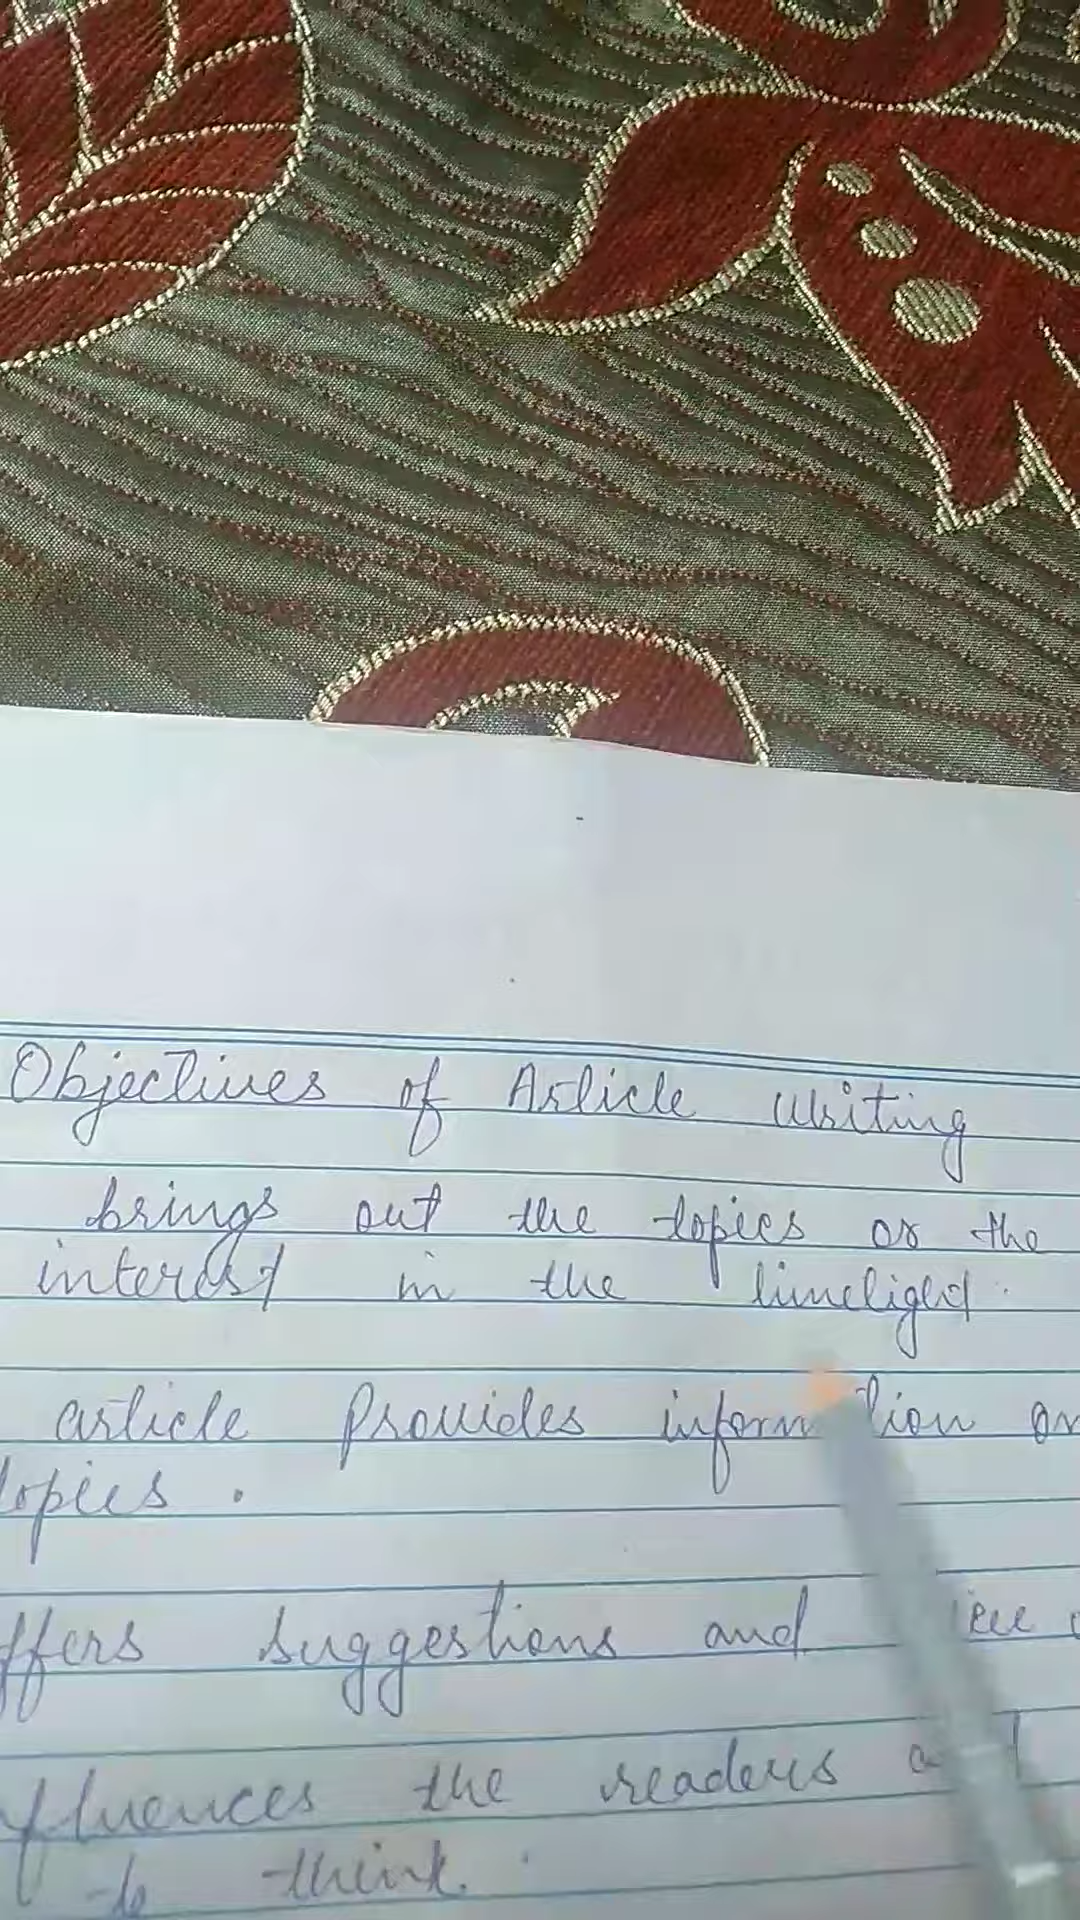 Objectives of Article Writing
brings out the topics or the
interest in the limelight.
article provides information on
topics.
ffers suggestions and
fluences the readers
to think.